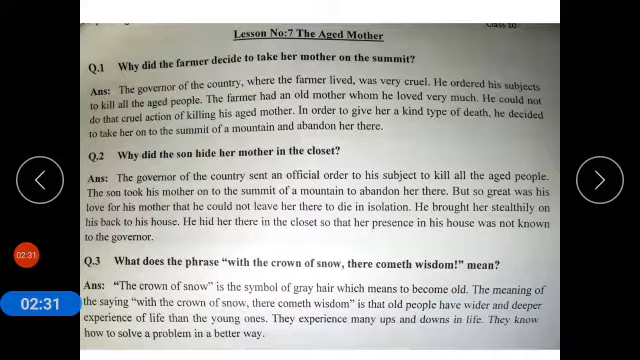 Class 10
Lesson No:7 The Aged Mother
Q.1 Why did the farmer decide to take her mother on the summit?
Ans: The governor of the country, where the farmer lived, was very cruel. He ordered his subjects
to kill all the aged people. The farmer had an old mother whom he loved very much. He could not
do that cruel action of killing his aged mother. In order to give her a kind type of death, he decided
to take her on to the summit of a mountain and abandon her there.
Q.2 Why did the son hide her mother in the closet?
Ans: The governor of the country sent an official order to his subject to kill all the aged people.
The son took his mother on to the summit of a mountain to abandon her there. But so great was his
love for his mother that he could not leave her there to die in isolation. He brought her stealthily on
his back to his house. He hid her there in the closet so that her presence in his house was not known
to the governor.
02:31
Q.3 What does the phrase “with the crown of snow, there cometh wisdom!” mean?
Ans: “The crown of snow” is the symbol of gray hair which means to become old. The meaning of
02:31
the saying “with the crown of snow, there cometh wisdom” is that old people have wider and deeper
experience of life than the young ones. They experience many ups and downs in life. They know
how to solve a problem in a better way.